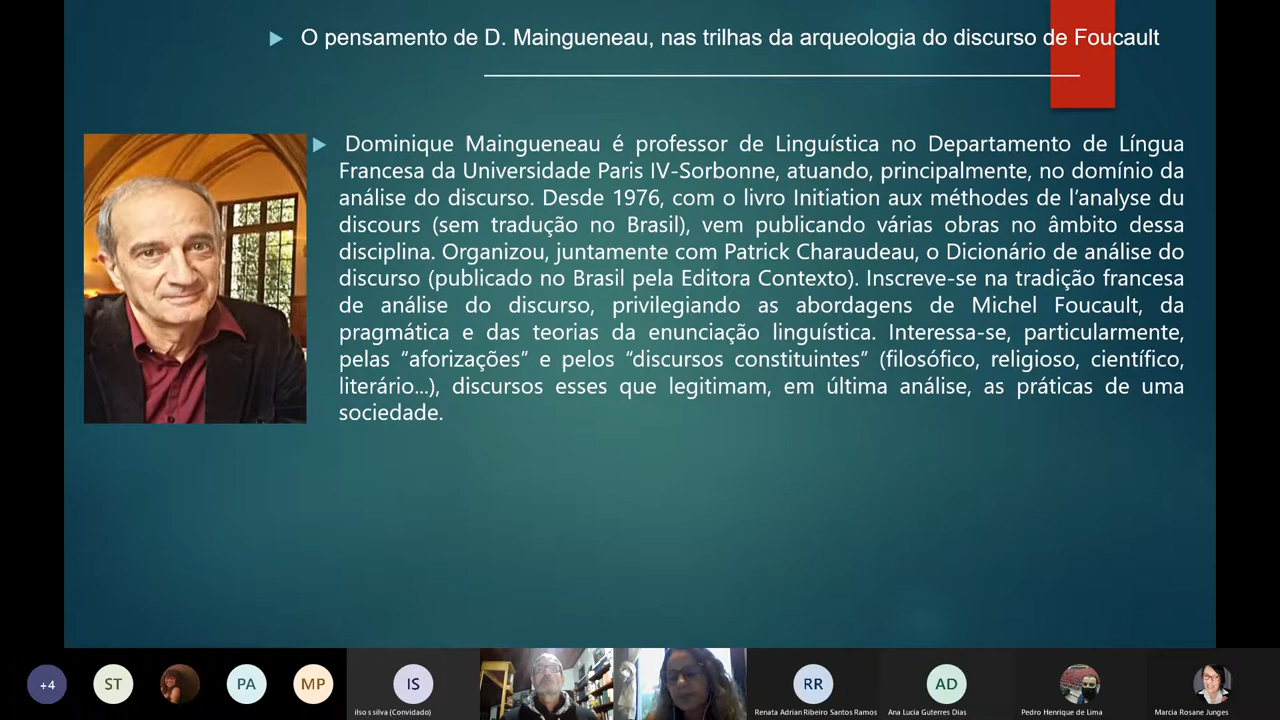 O pensamento de D. Maingueneau, nas trilhas da arqueologia do discurso de Foucault
Dominique Maingueneau é professor de Linguística no Departamento de Língua
Francesa da Universidade Paris IV-Sorbonne, atuando, principalmente, no domínio da
análise do discurso. Desde 1976, com o livro Initiation aux méthodes de l’analyse du
discours (sem tradução no Brasil), vem publicando várias obras no âmbito dessa
disciplina. Organizou, juntamente com Patrick Charaudeau, o Dicionário de análise do
discurso (publicado no Brasil pela Editora Contexto). Inscreve-se na tradição francesa
de análise do discurso, privilegiando as abordagens de Michel Foucault, da
pragmática e das teorias da enunciação linguística. Interessa-se, particularmente,
pelas “aforizações” e pelos “discursos constituintes” (filosófico, religioso, científico,
literário...), discursos esses que legitimam, em última análise, as práticas de uma
sociedade.
+4
ST
PA
MP
IS
RR
AD
ilso s silva (Convidado)
Renata Adrian Ribeiro Santos Ramos
Ana Lucia Guterres Dias
Pedro Henrique de Lima
Marcia Rosane Junges